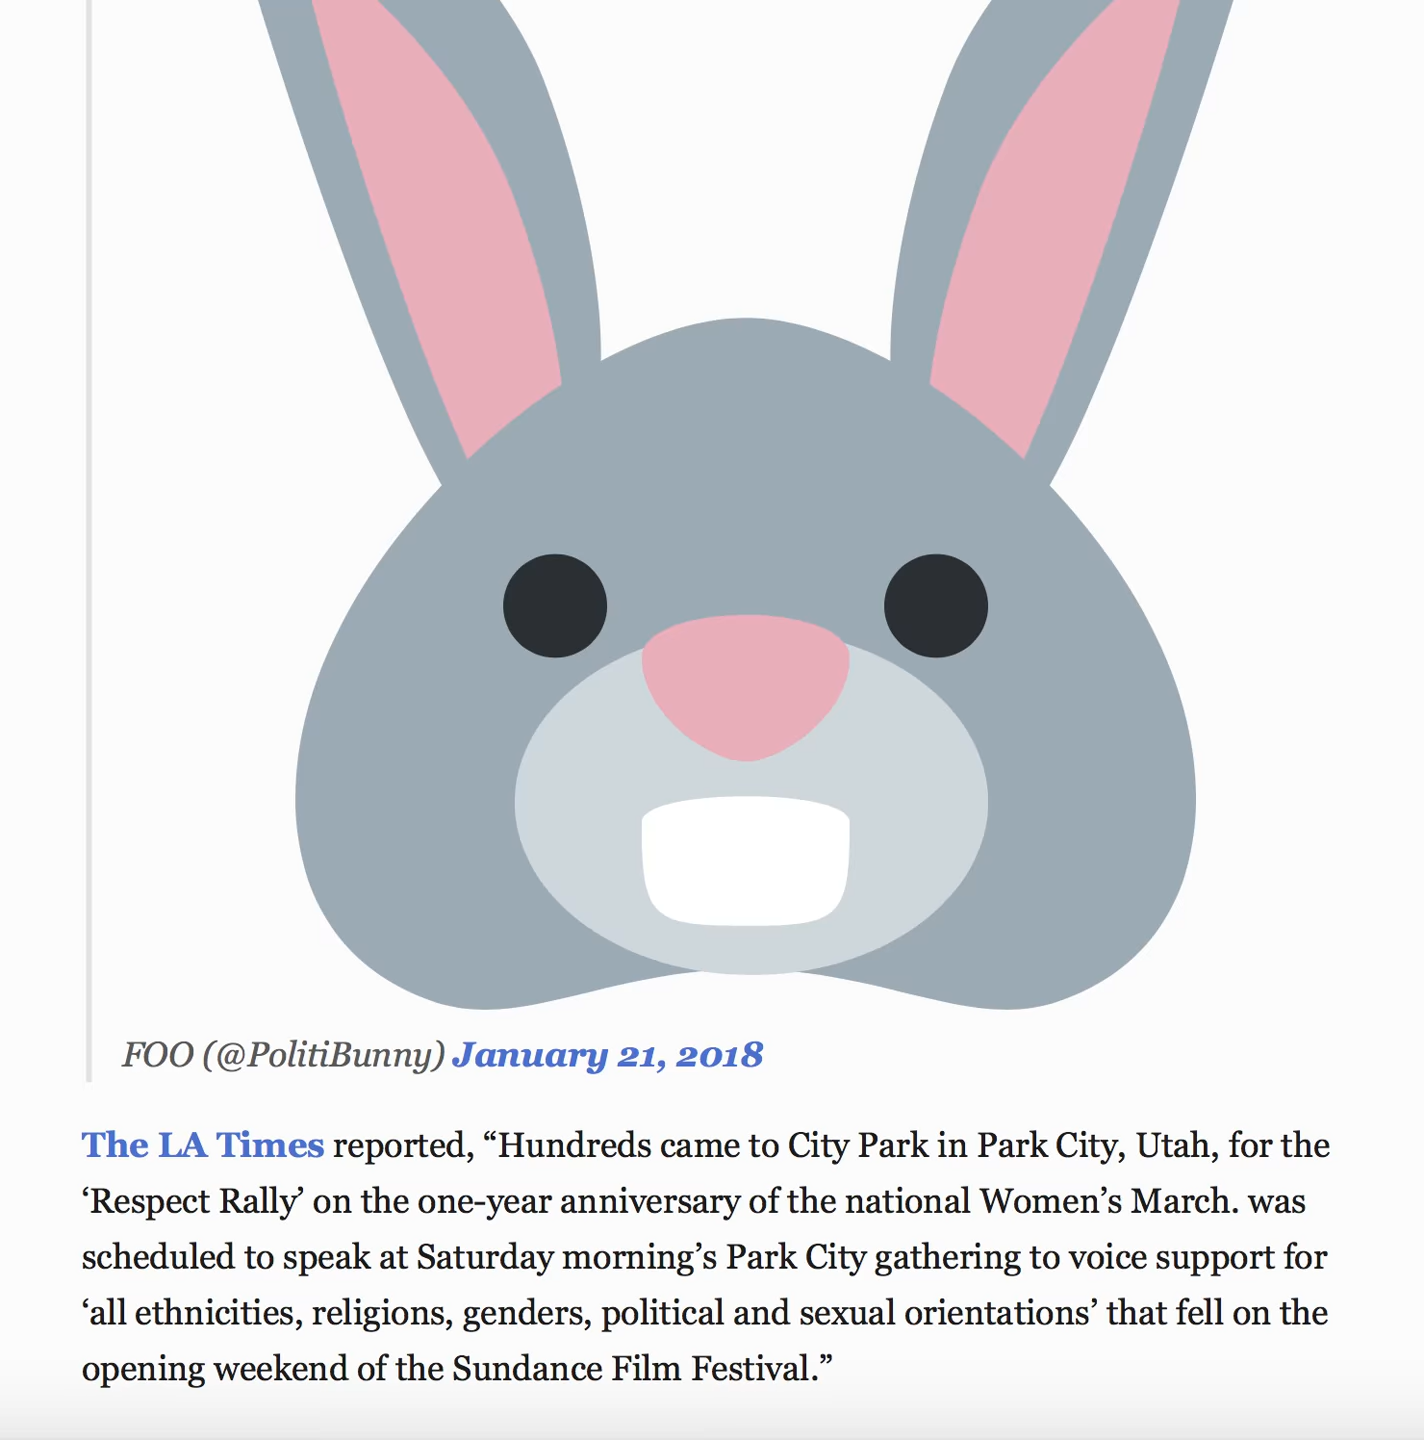 FOO (@PolitiBunny) January 21, 2018
The LA Times reported, “Hundreds came to City Park in Park City, Utah, for the
‘Respect Rally’ on the one-year anniversary of the national Women’s March. was
scheduled to speak at Saturday morning’s Park City gathering to voice support for
‘all ethnicities, religions, genders, political and sexual orientations’ that fell on the
opening weekend of the Sundance Film Festival.”